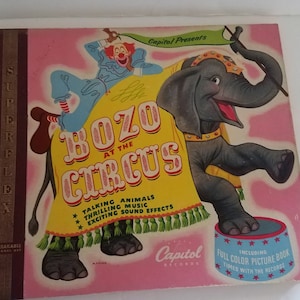 Capitol Presents
BOZO
AT THE
CIRCUS
★ TALKING ANIMALS
★ THRILLING MUSIC
★ EXCITING SOUND EFFECTS
Capitol
RECORDS
INCLUDING
FULL COLOR PICTURE BOOK